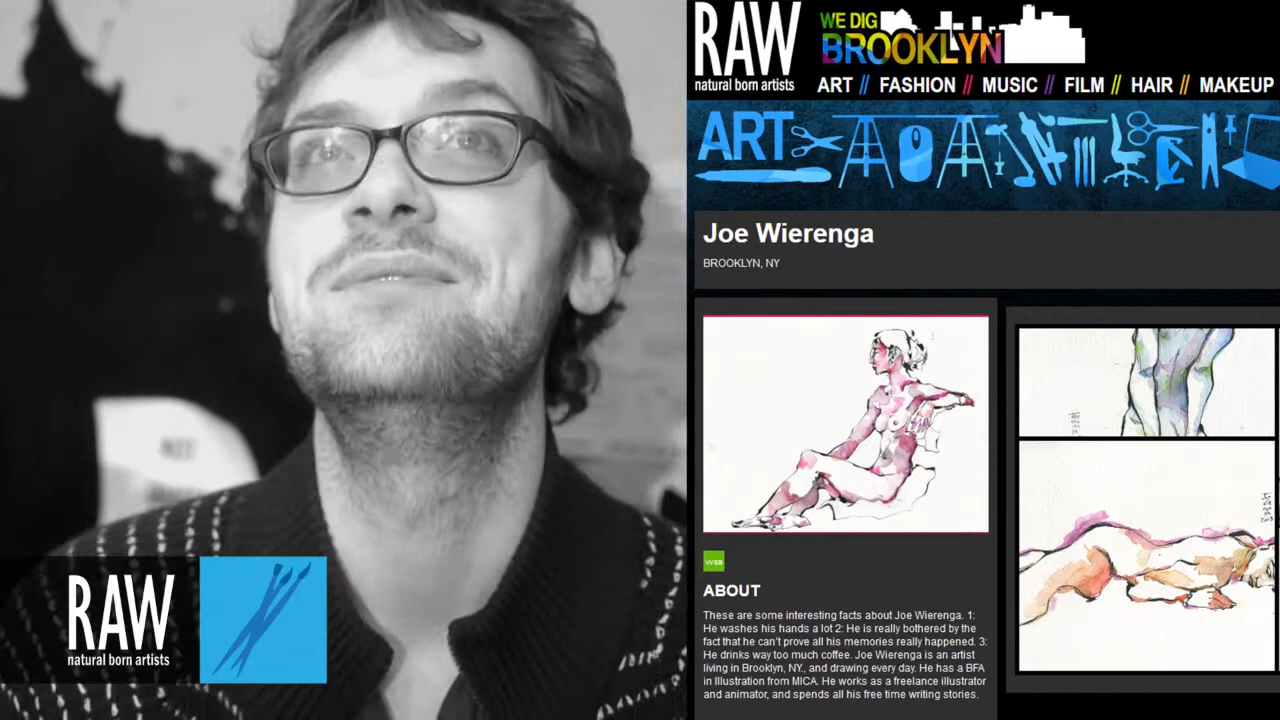 RAW
natural born artists
WE DIG
BROOKLYN
ART // FASHION // MUSIC // FILM // HAIR // MAKEUP
ART
Joe Wierenga
BROOKLYN, NY
WEB
ABOUT
These are some interesting facts about Joe Wierenga. 1:
He washes his hands a lot 2: He is really bothered by the
fact that he can't prove all his memories really happened. 3:
He drinks way too much coffee. Joe Wierenga is an artist
living in Brooklyn, NY., and drawing every day. He has a BFA
in Illustration from MICA. He works as a freelance illustrator
and animator, and spends all his free time writing stories.
RAW
natural born artists